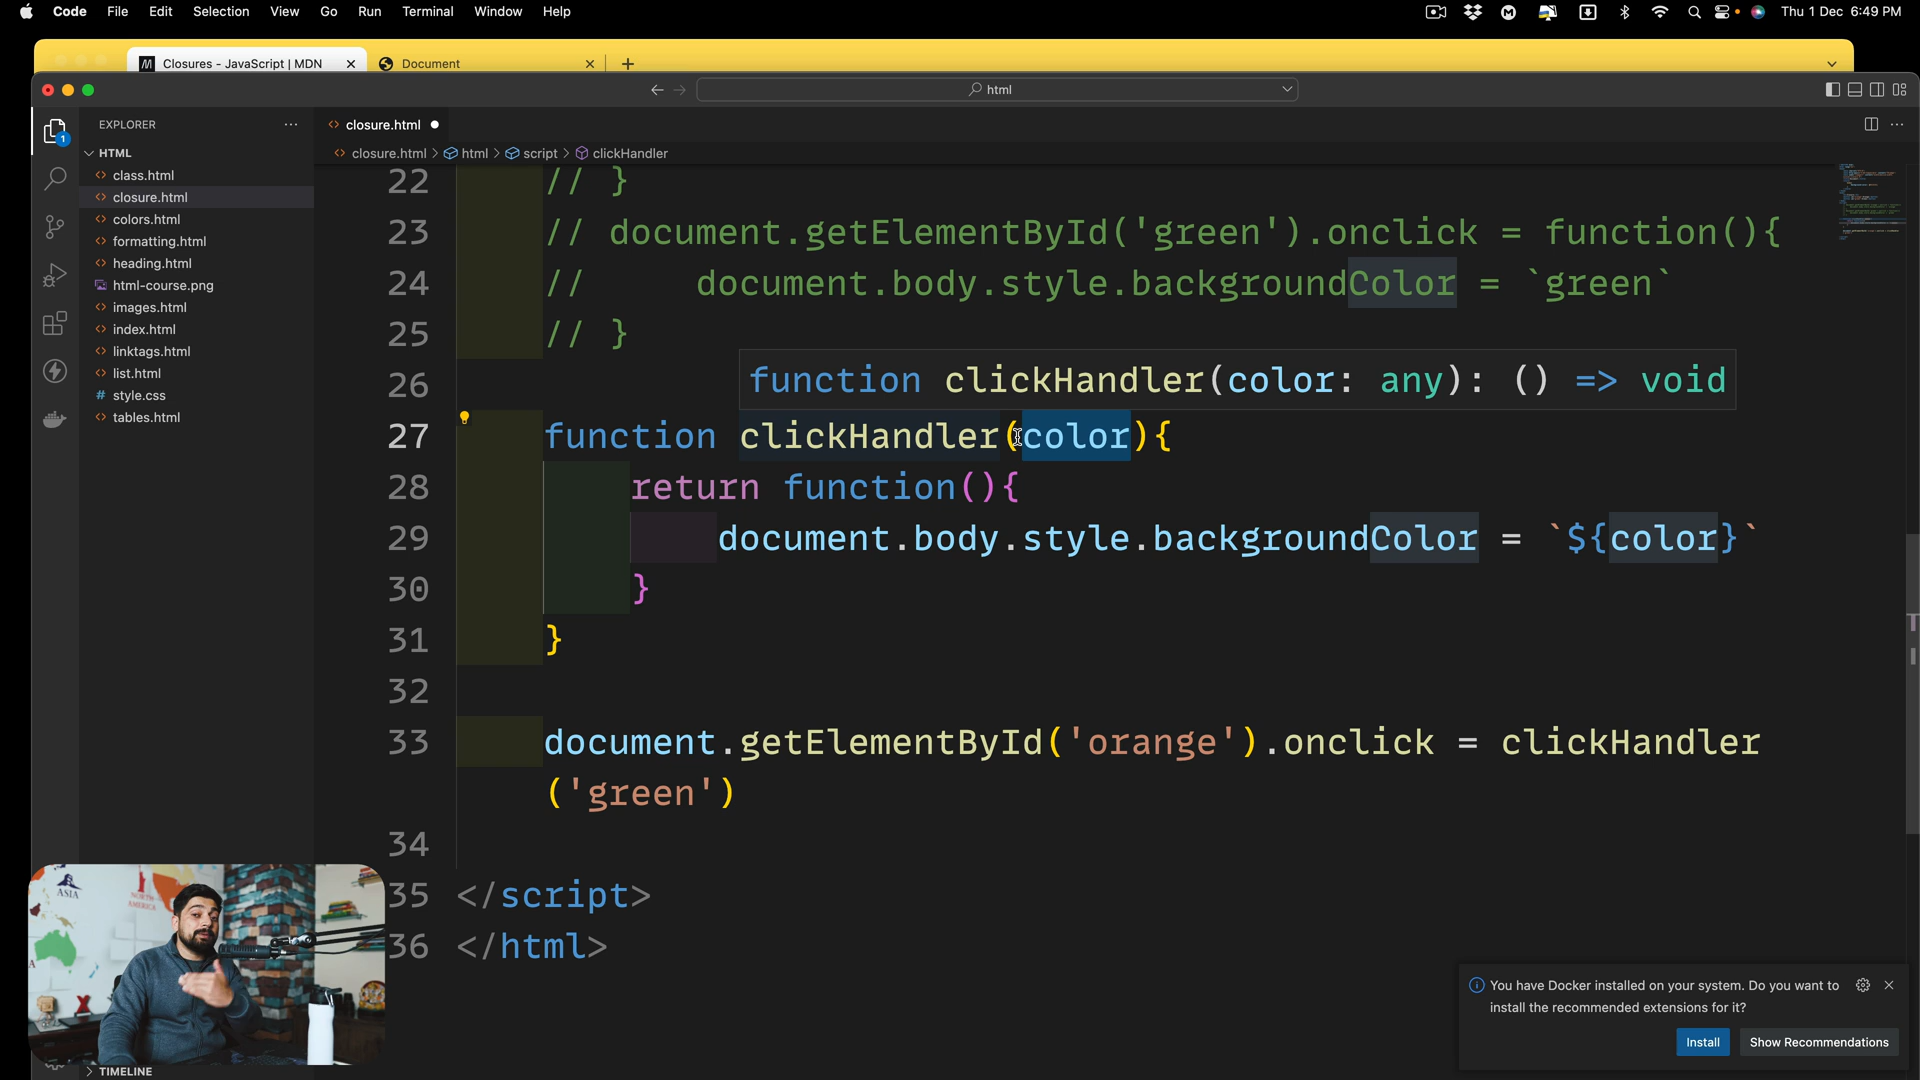 Code File Edit Selection View Go Run Terminal Window Help
Thu 1 Dec 6:49 PM
Closures - JavaScript | MDN
Document
html
EXPLORER
closure.html
HTML
closure.html > html > script > clickHandler
class.html
closure.html
colors.html
formatting.html
heading.html
html-course.png
images.html
index.html
linktags.html
list.html
# style.css
tables.html
22 // }
23 // document.getElementById('green').onclick = function(){
24 // document.body.style.backgroundColor = `green`
25 // }
26
function clickHandler(color: any): () => void
27 function clickHandler(color){
28 return function(){
29 document.body.style.backgroundColor = `${color}`
30 }
31 }
32
33 document.getElementById('orange').onclick = clickHandler
('green')
34
35 </script>
36 </html>
ASIA
NORTH
AMERICA
TIMELINE
You have Docker installed on your system. Do you want to
install the recommended extensions for it?
Install
Show Recommendations